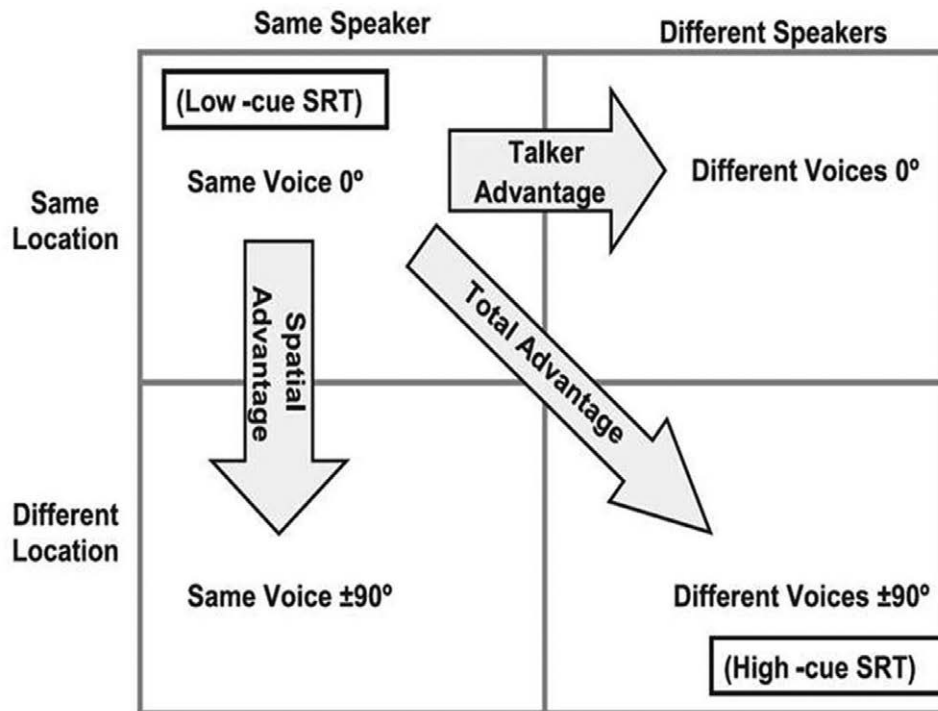 Same Speaker
Different Speakers
(Low -cue SRT)
Same Voice 0º
Talker
Advantage
Different Voices 0º
Same
Location
Spatial
Advantage
Total Advantage
Different
Location
Same Voice ±90º
Different Voices ±90º
(High -cue SRT)